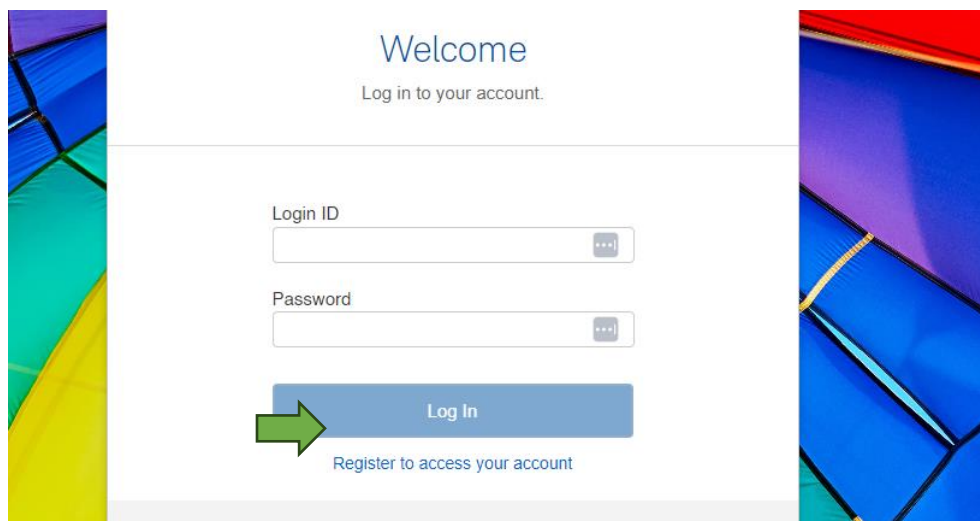 Welcome
Log in to your account.
Login ID
Password
Log In
Register to access your account